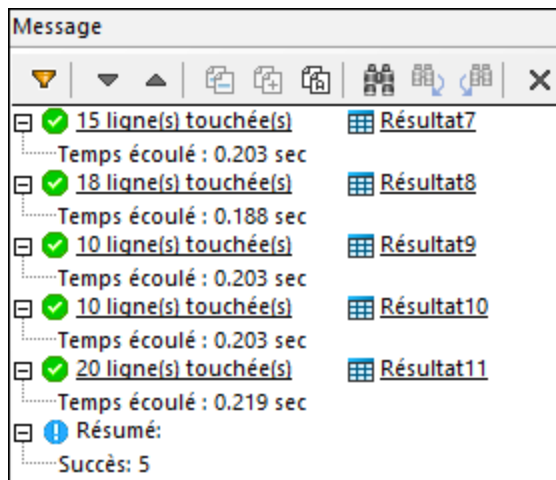 Message
15 ligne(s) touchée(s) Résultat7
Temps écoulé : 0.203 sec
18 ligne(s) touchée(s) Résultat8
Temps écoulé : 0.188 sec
10 ligne(s) touchée(s) Résultat9
Temps écoulé : 0.203 sec
10 ligne(s) touchée(s) Résultat10
Temps écoulé : 0.203 sec
20 ligne(s) touchée(s) Résultat11
Temps écoulé : 0.219 sec
Résumé:
Succès: 5